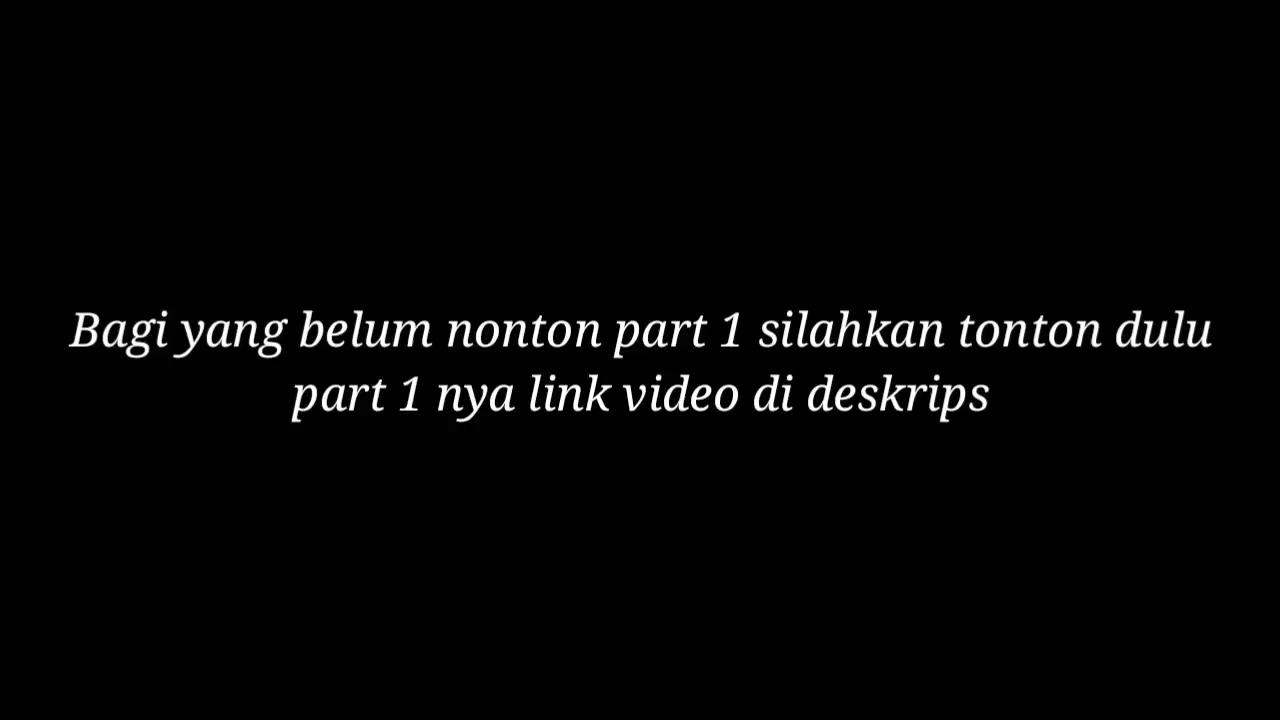 Bagi yang belum nonton part 1 silahkan tonton dulu
part 1 nya link video di deskrips